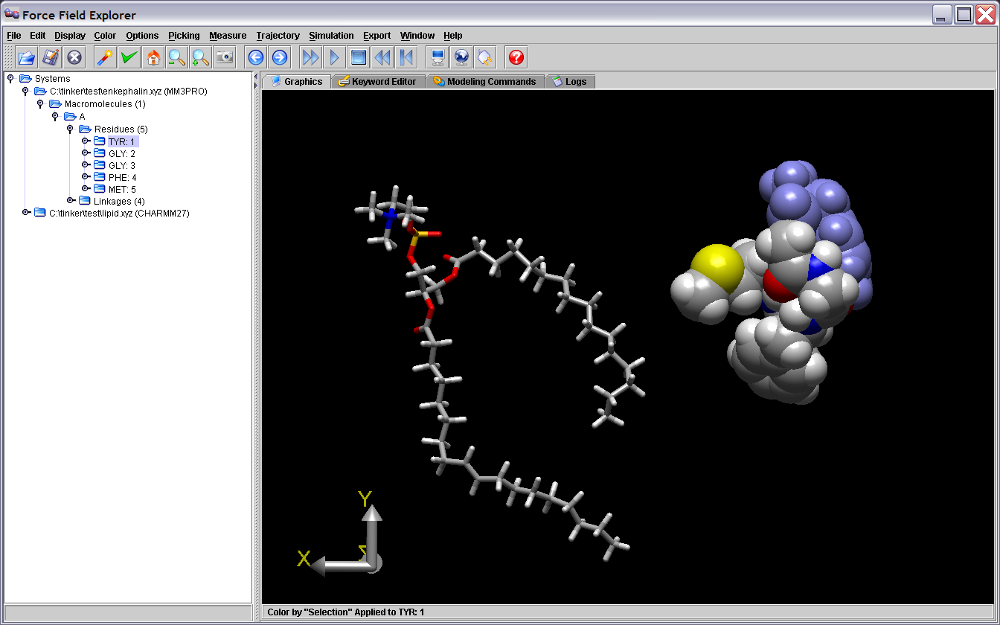 Force Field Explorer
File Edit Display Color Options Picking Measure Trajectory Simulation Export Window Help
Systems
C:\tinker\test\enkephalin.xyz (MM3PRO)
Macromolecules (1)
A
Residues (5)
TYR: 1
GLY: 2
GLY: 3
PHE: 4
MET: 5
Linkages (4)
C:\tinker\test\lipid.xyz (CHARMM27)
Graphics Keyword Editor Modeling Commands Logs
Y
X
Z
Color by "Selection" Applied to TYR: 1